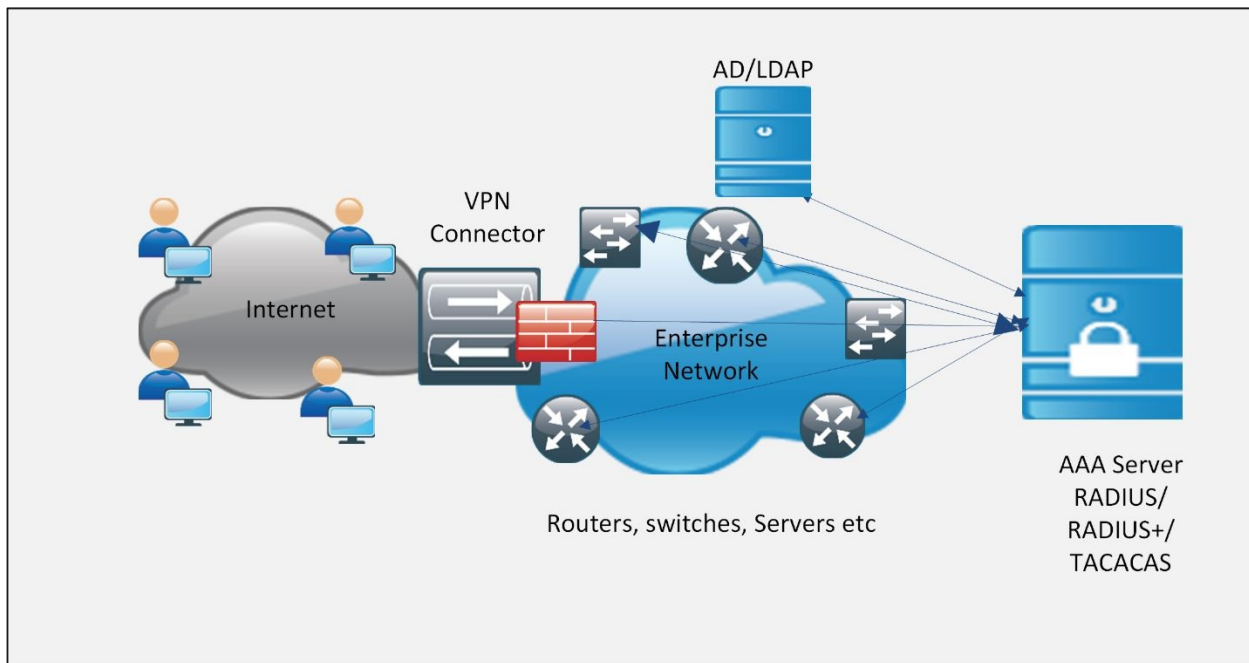 AD/LDAP
VPN
Connector
Internet
Enterprise
Network
Routers, switches, Servers etc
AAA Server
RADIUS/
RADIUS+/
TACACAS